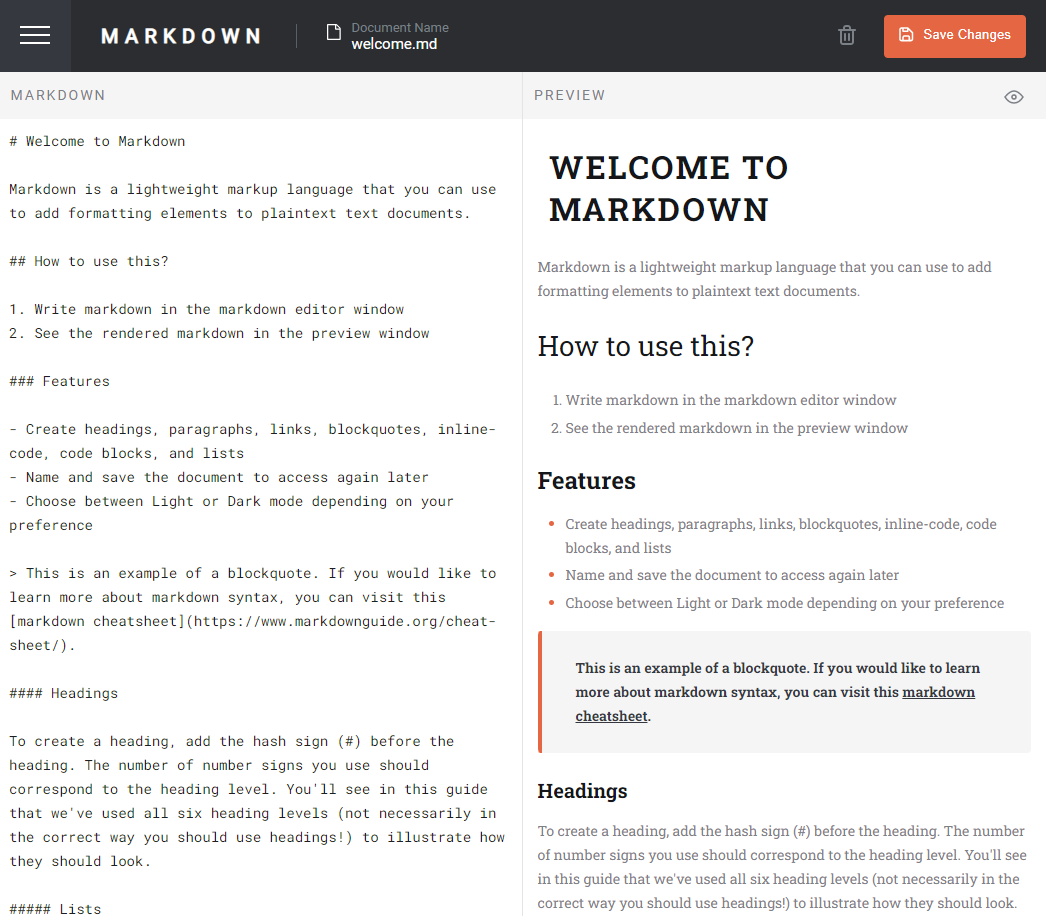 MARKDOWN
Document Name
welcome.md
Save Changes
MARKDOWN
# Welcome to Markdown
Markdown is a lightweight markup language that you can use
to add formatting elements to plaintext text documents.
## How to use this?
1. Write markdown in the markdown editor window
2. See the rendered markdown in the preview window
### Features
- Create headings, paragraphs, links, blockquotes, inline-
code, code blocks, and lists
- Name and save the document to access again later
- Choose between Light or Dark mode depending on your
preference
> This is an example of a blockquote. If you would like to
learn more about markdown syntax, you can visit this
[markdown cheatsheet](https://www.markdownguide.org/cheat-
sheet/).
#### Headings
To create a heading, add the hash sign (#) before the
heading. The number of number signs you use should
correspond to the heading level. You'll see in this guide
that we've used all six heading levels (not necessarily in
the correct way you should use headings!) to illustrate how
they should look.
##### Lists
PREVIEW
WELCOME TO
MARKDOWN
Markdown is a lightweight markup language that you can use to add
formatting elements to plaintext text documents.
How to use this?
1. Write markdown in the markdown editor window
2. See the rendered markdown in the preview window
Features
• Create headings, paragraphs, links, blockquotes, inline-code, code
blocks, and lists
• Name and save the document to access again later
• Choose between Light or Dark mode depending on your preference
This is an example of a blockquote. If you would like to learn
more about markdown syntax, you can visit this markdown
cheatsheet.
Headings
To create a heading, add the hash sign (#) before the heading. The number
of number signs you use should correspond to the heading level. You'll see
in this guide that we've used all six heading levels (not necessarily in the
correct way you should use headings!) to illustrate how they should look.